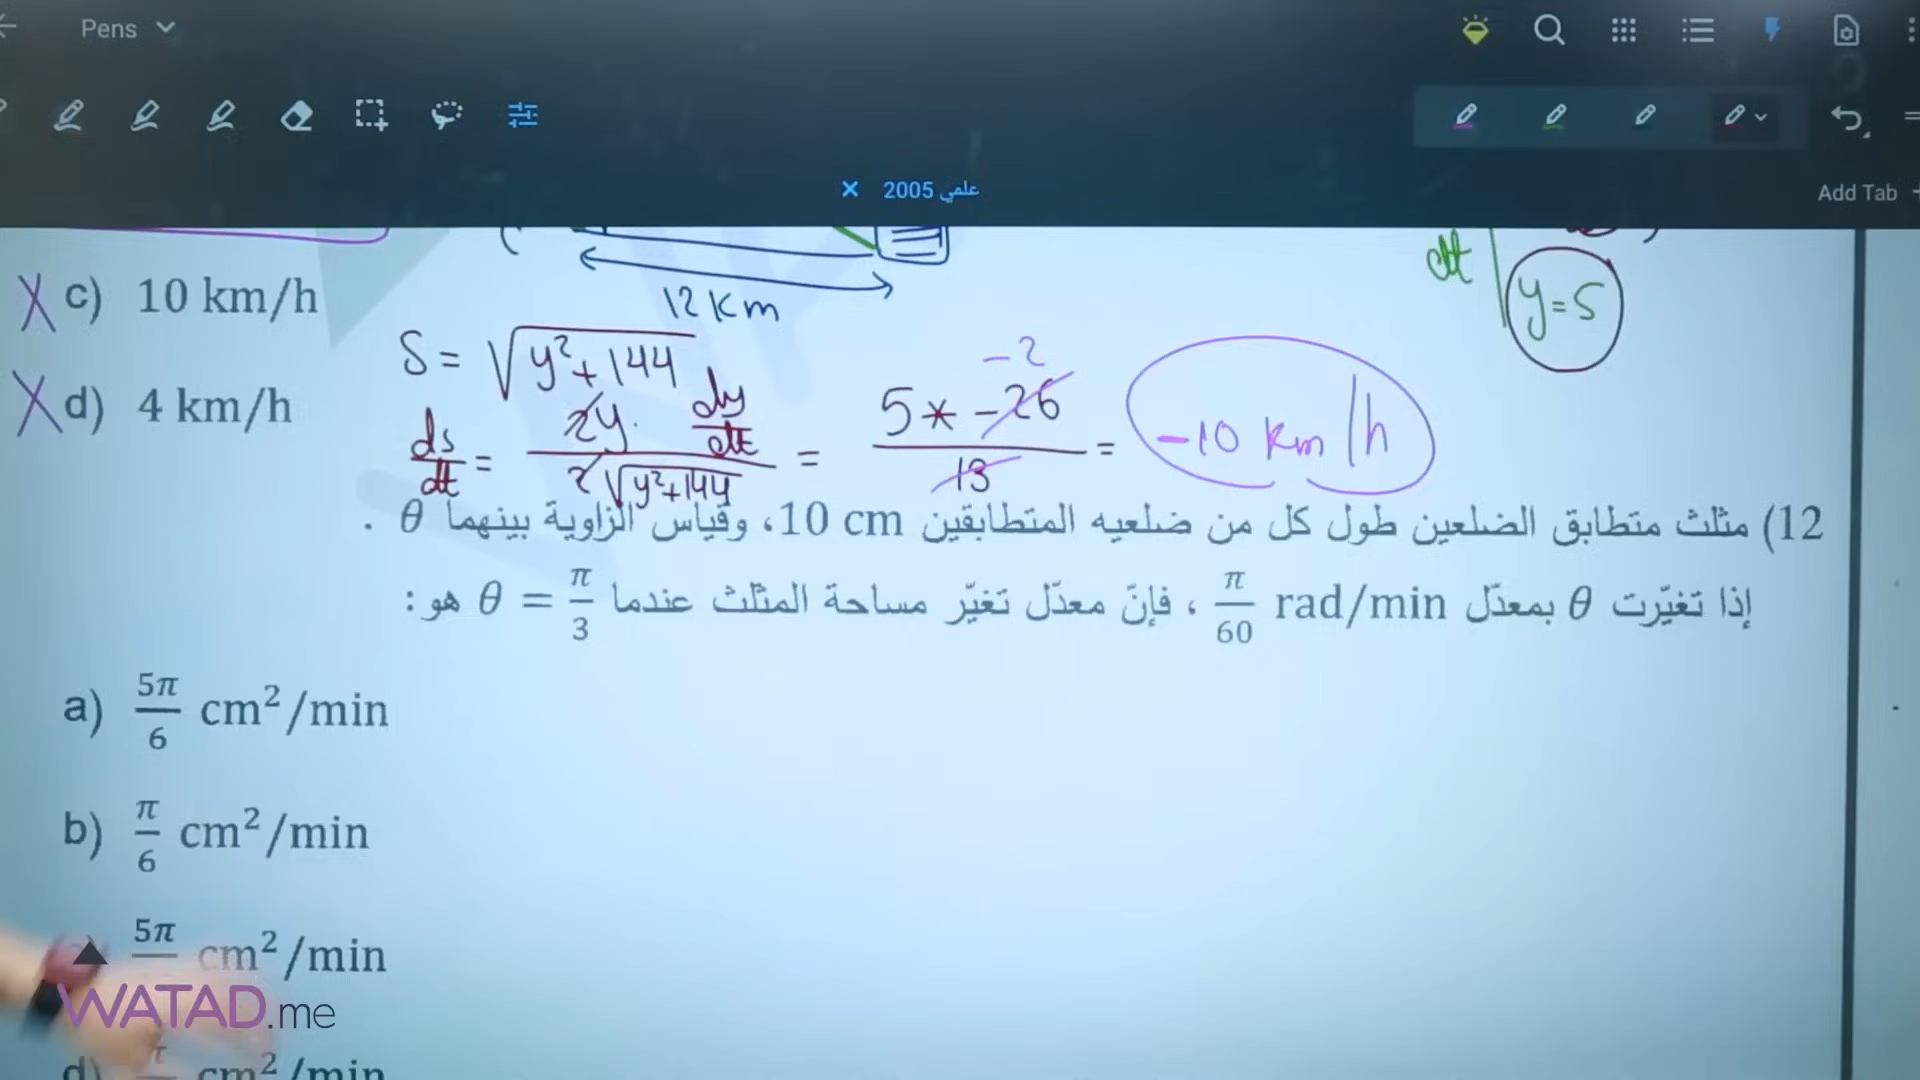 Pens
× علمي 2005
Add Tab
dt
y=5
c) 10 km/h
12 Km
d) 4 km/h
S = √y²+144
ds/dt = 2y. dy/dt / 2√y²+144 = 5* -26 / 13 = -10 km/h
-2
12) مثلث متطابق الضلعين طول كل من ضلعيه المتطابقين 10 cm، وقياس الزاوية بينهما θ .
إذا تغيّرت θ بمعدّل π/60 rad/min ، فإنّ معدّل تغيّر مساحة المثلث عندما θ = π/3 هو:
a) 5π/6 cm²/min
b) π/6 cm²/min
5π cm²/min
WATAD.me
d) cm²/min